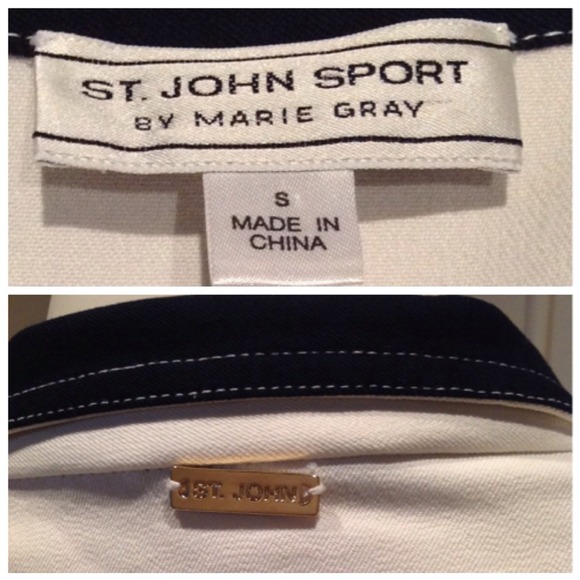 ST. JOHN SPORT
BY MARIE GRAY
S
MADE IN
CHINA
ST. JOHN